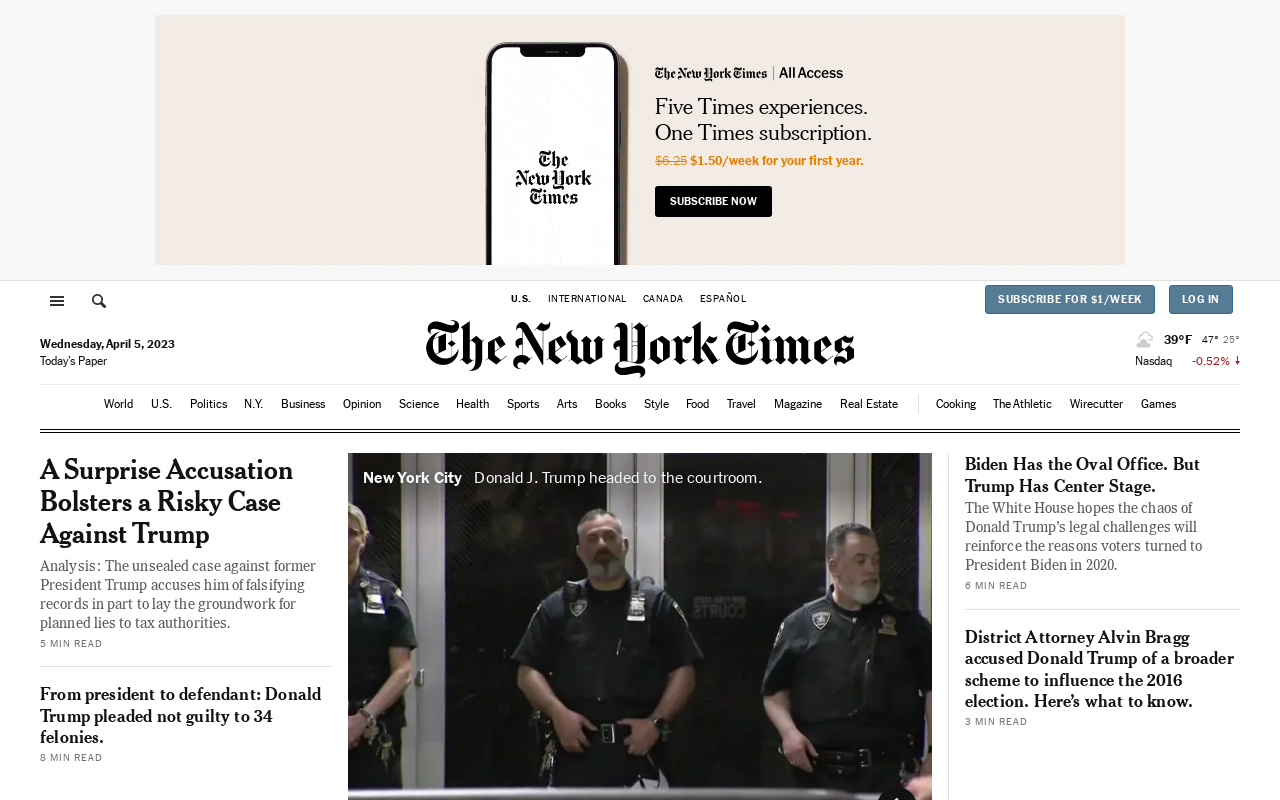 The New York Times
The New York Times | All Access
Five Times experiences.
One Times subscription.
$6.25 $1.50/week for your first year.
SUBSCRIBE NOW
U.S. INTERNATIONAL CANADA ESPAÑOL
SUBSCRIBE FOR $1/WEEK LOG IN
Wednesday, April 5, 2023
Today's Paper
The New York Times
39°F 47° 25°
Nasdaq -0.52% ↓
World U.S. Politics N.Y. Business Opinion Science Health Sports Arts Books Style Food Travel Magazine Real Estate Cooking The Athletic Wirecutter Games
A Surprise Accusation
Bolsters a Risky Case
Against Trump
Analysis: The unsealed case against former
President Trump accuses him of falsifying
records in part to lay the groundwork for
planned lies to tax authorities.
5 MIN READ
From president to defendant: Donald
Trump pleaded not guilty to 34
felonies.
8 MIN READ
New York City Donald J. Trump headed to the courtroom.
COURTS
Biden Has the Oval Office. But
Trump Has Center Stage.
The White House hopes the chaos of
Donald Trump’s legal challenges will
reinforce the reasons voters turned to
President Biden in 2020.
6 MIN READ
District Attorney Alvin Bragg
accused Donald Trump of a broader
scheme to influence the 2016
election. Here’s what to know.
3 MIN READ